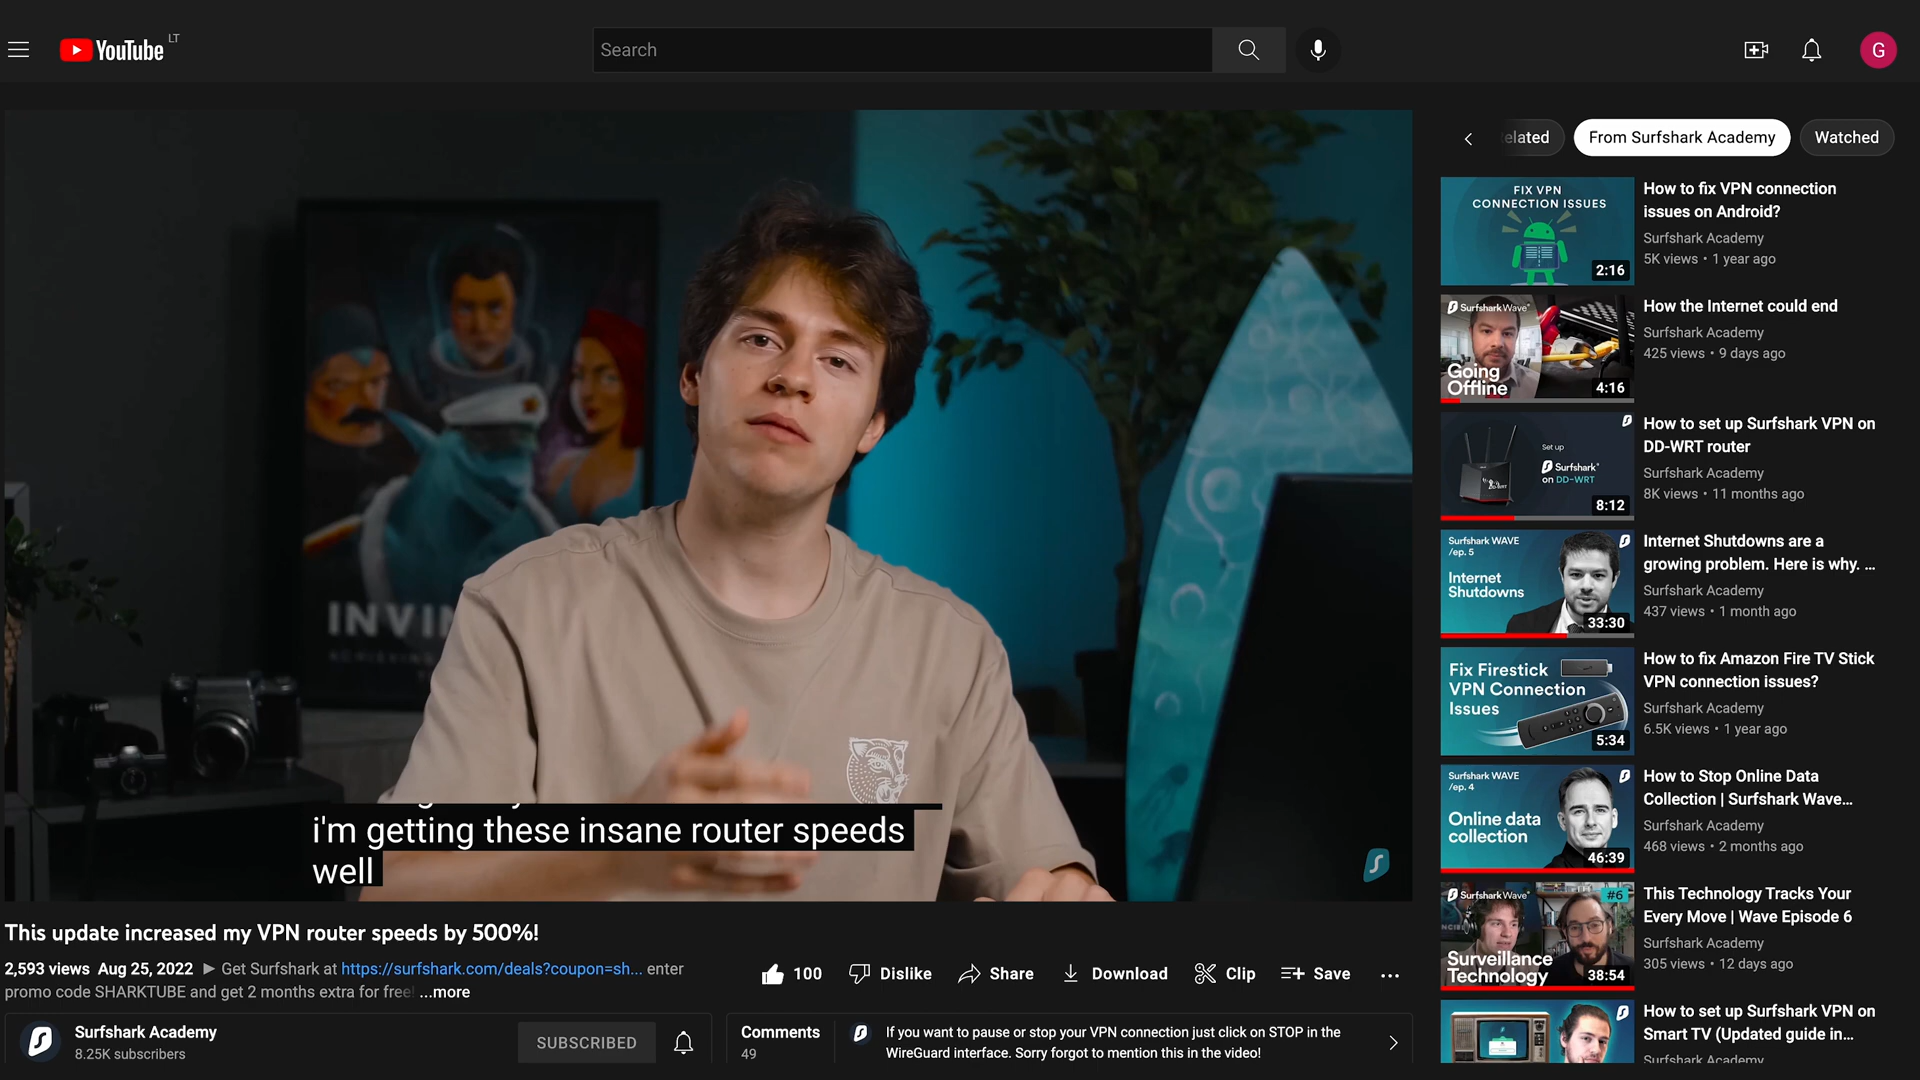 YouTube
LT
Search
G
elated
From Surfshark Academy
Watched
INVI
i'm getting these insane router speeds
well
This update increased my VPN router speeds by 500%!
2,593 views Aug 25, 2022 ▶ Get Surfshark at https://surfshark.com/deals?coupon=sh... enter
promo code SHARKTUBE and get 2 months extra for free! ...more
100
Dislike
Share
Download
Clip
Save
Surfshark Academy
8.25K subscribers
SUBSCRIBED
Comments
49
If you want to pause or stop your VPN connection just click on STOP in the
WireGuard interface. Sorry forgot to mention this in the video!
FIX VPN
CONNECTION ISSUES
2:16
How to fix VPN connection
issues on Android?
Surfshark Academy
5K views • 1 year ago
Surfshark Wave
Going
Offline
4:16
How the Internet could end
Surfshark Academy
425 views • 9 days ago
Set up
Surfshark
on DD-WRT
8:12
How to set up Surfshark VPN on
DD-WRT router
Surfshark Academy
8K views • 11 months ago
Surfshark WAVE
/ep. 5
Internet
Shutdowns
33:30
Internet Shutdowns are a
growing problem. Here is why. ...
Surfshark Academy
437 views • 1 month ago
Fix Firestick
VPN Connection
Issues
5:34
How to fix Amazon Fire TV Stick
VPN connection issues?
Surfshark Academy
6.5K views • 1 year ago
Surfshark WAVE
/ep. 4
Online data
collection
46:39
How to Stop Online Data
Collection | Surfshark Wave...
Surfshark Academy
468 views • 2 months ago
Surfshark Wave
#6
Surveillance
Technology
38:54
This Technology Tracks Your
Every Move | Wave Episode 6
Surfshark Academy
305 views • 12 days ago
How to set up Surfshark VPN on
Smart TV (Updated guide in...
Surfshark Academy